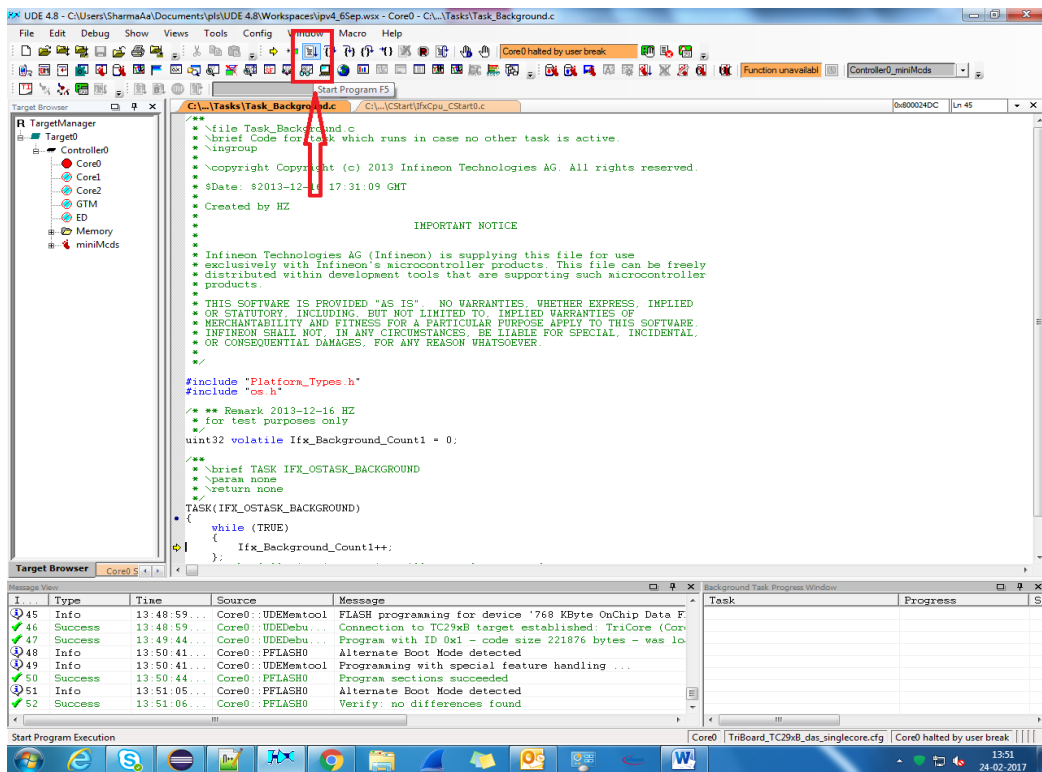 UDE 4.8 - C:\Users\SharmaAa\Documents\pls\UDE 4.8\Workspaces\ipv4_6Sep.wsx - Core0 - C:\...\Tasks\Task_Background.c
File Edit Debug Show Views Tools Config Window Macro Help
Core0 halted by user break
Function unavailabl
Controller0_miniMcds
Start Program F5
Target Browser
C:\...\Tasks\Task_Background.c
C:\...\CStart\IfxCpu_CStart0.c
0x800024DC
Ln 45
TargetManager
Target0
Controller0
Core0
Core1
Core2
GTM
ED
Memory
miniMcds
/**
* \file Task_Background.c
* \brief Code for task which runs in case no other task is active.
* \ingroup
*
* \copyright Copyright (c) 2013 Infineon Technologies AG. All rights reserved.
*
* $Date: $2013-12-16 17:31:09 GMT
*
* Created by HZ
*
* IMPORTANT NOTICE
*
*
* Infineon Technologies AG (Infineon) is supplying this file for use
* exclusively with Infineon's microcontroller products. This file can be freely
* distributed within development tools that are supporting such microcontroller
* products.
*
* THIS SOFTWARE IS PROVIDED "AS IS". NO WARRANTIES, WHETHER EXPRESS, IMPLIED
* OR STATUTORY, INCLUDING, BUT NOT LIMITED TO, IMPLIED WARRANTIES OF
* MERCHANTABILITY AND FITNESS FOR A PARTICULAR PURPOSE APPLY TO THIS SOFTWARE.
* INFINEON SHALL NOT, IN ANY CIRCUMSTANCES, BE LIABLE FOR SPECIAL, INCIDENTAL,
* OR CONSEQUENTIAL DAMAGES, FOR ANY REASON WHATSOEVER.
*
*/
#include "Platform_Types.h"
#include "os.h"
/* ** Remark 2013-12-16 HZ
* for test purposes only
*/
uint32 volatile Ifx_Background_Count1 = 0;
/**
* \brief TASK IFX_OSTASK_BACKGROUND
* \param none
* \return none
*/
TASK(IFX_OSTASK_BACKGROUND)
{
while (TRUE)
{
Ifx_Background_Count1++;
};
Target Browser
Core0 S
Message View
I... Type Time Source Message
45 Info 13:48:59... Core0::UDEMemtool FLASH programming for device '768 KByte OnChip Data F
46 Success 13:48:59... Core0::UDEDebu... Connection to TC29xB target established: TriCore (Cor
47 Success 13:49:44... Core0::UDEDebu... Program with ID 0x1 - code size 221876 bytes - was lo
48 Info 13:50:41... Core0::PFLASH0 Alternate Boot Mode detected
49 Info 13:50:41... Core0::UDEMemtool Programming with special feature handling ...
50 Success 13:50:44... Core0::PFLASH0 Program sections succeeded
51 Info 13:51:05... Core0::PFLASH0 Alternate Boot Mode detected
52 Success 13:51:06... Core0::PFLASH0 Verify: no differences found
Background Task Progress Window
Task Progress S
Start Program Execution
Core0 TriBoard_TC29xB_das_singlecore.cfg Core0 halted by user break
13:51
24-02-2017